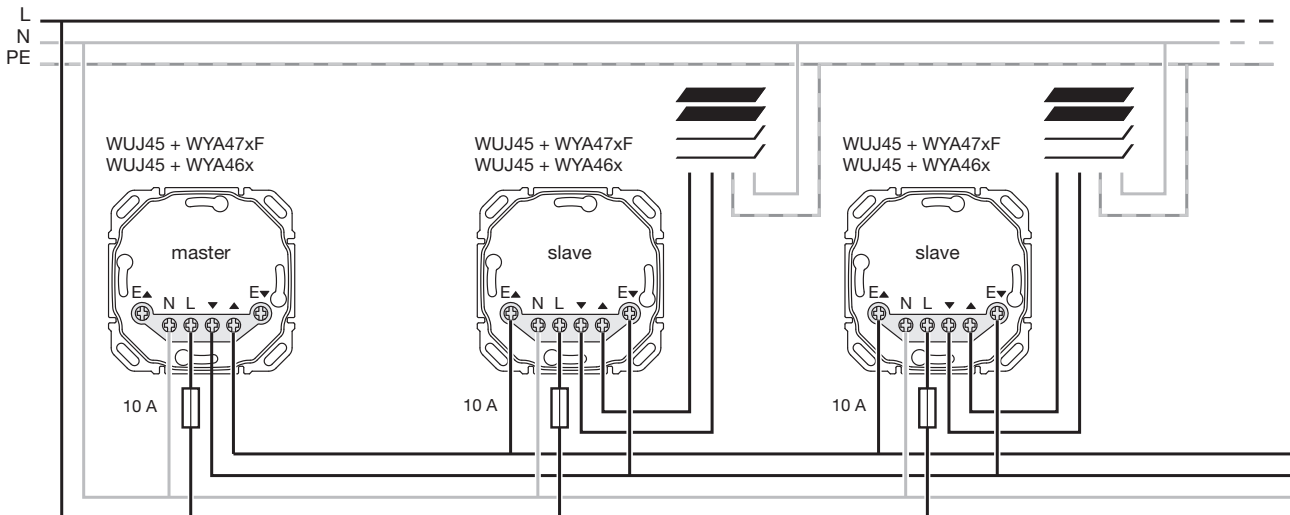 L
N
PE
WUJ45 + WYA47xF
WUJ45 + WYA46x
master
E▲ N L ▼ ▲ E▼
10 A
WUJ45 + WYA47xF
WUJ45 + WYA46x
slave
E▲ N L ▼ ▲ E▼
10 A
WUJ45 + WYA47xF
WUJ45 + WYA46x
slave
E▲ N L ▼ ▲ E▼
10 A